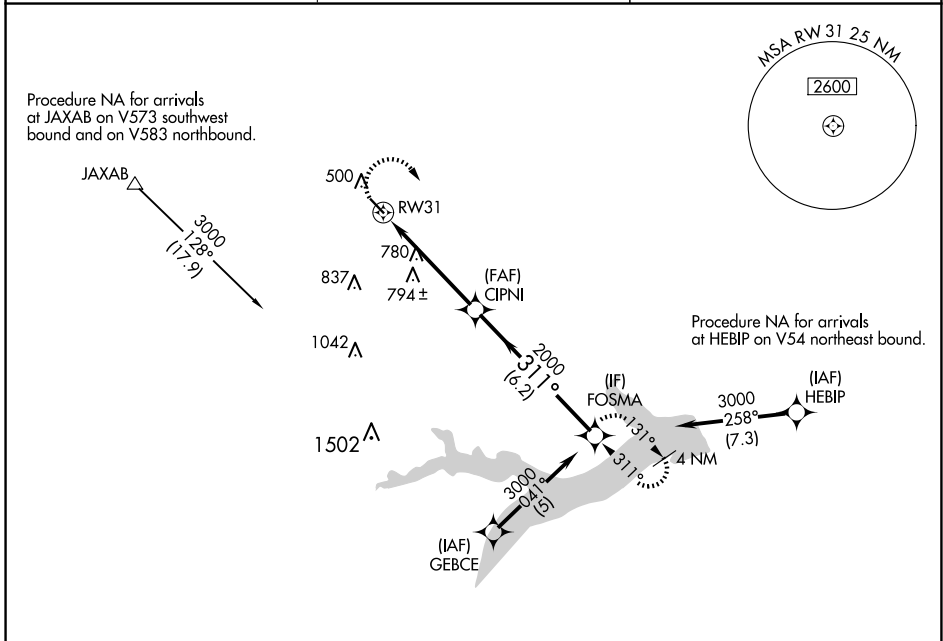 MSA RW 31 25 NM
2600
Procedure NA for arrivals
at JAXAB on V573 southwest
bound and on V583 northbound.
JAXAB
3000
128°
(17.9)
500
RW31
780
837
794±
(FAF)
CIPNI
1042
2000
311°
(6.2)
Procedure NA for arrivals
at HEBIP on V54 northeast bound.
(IF)
FOSMA
(IAF)
HEBIP
3000
258°
(7.3)
131°
311°
4 NM
1502
3000
041°
(5)
(IAF)
GEBCE